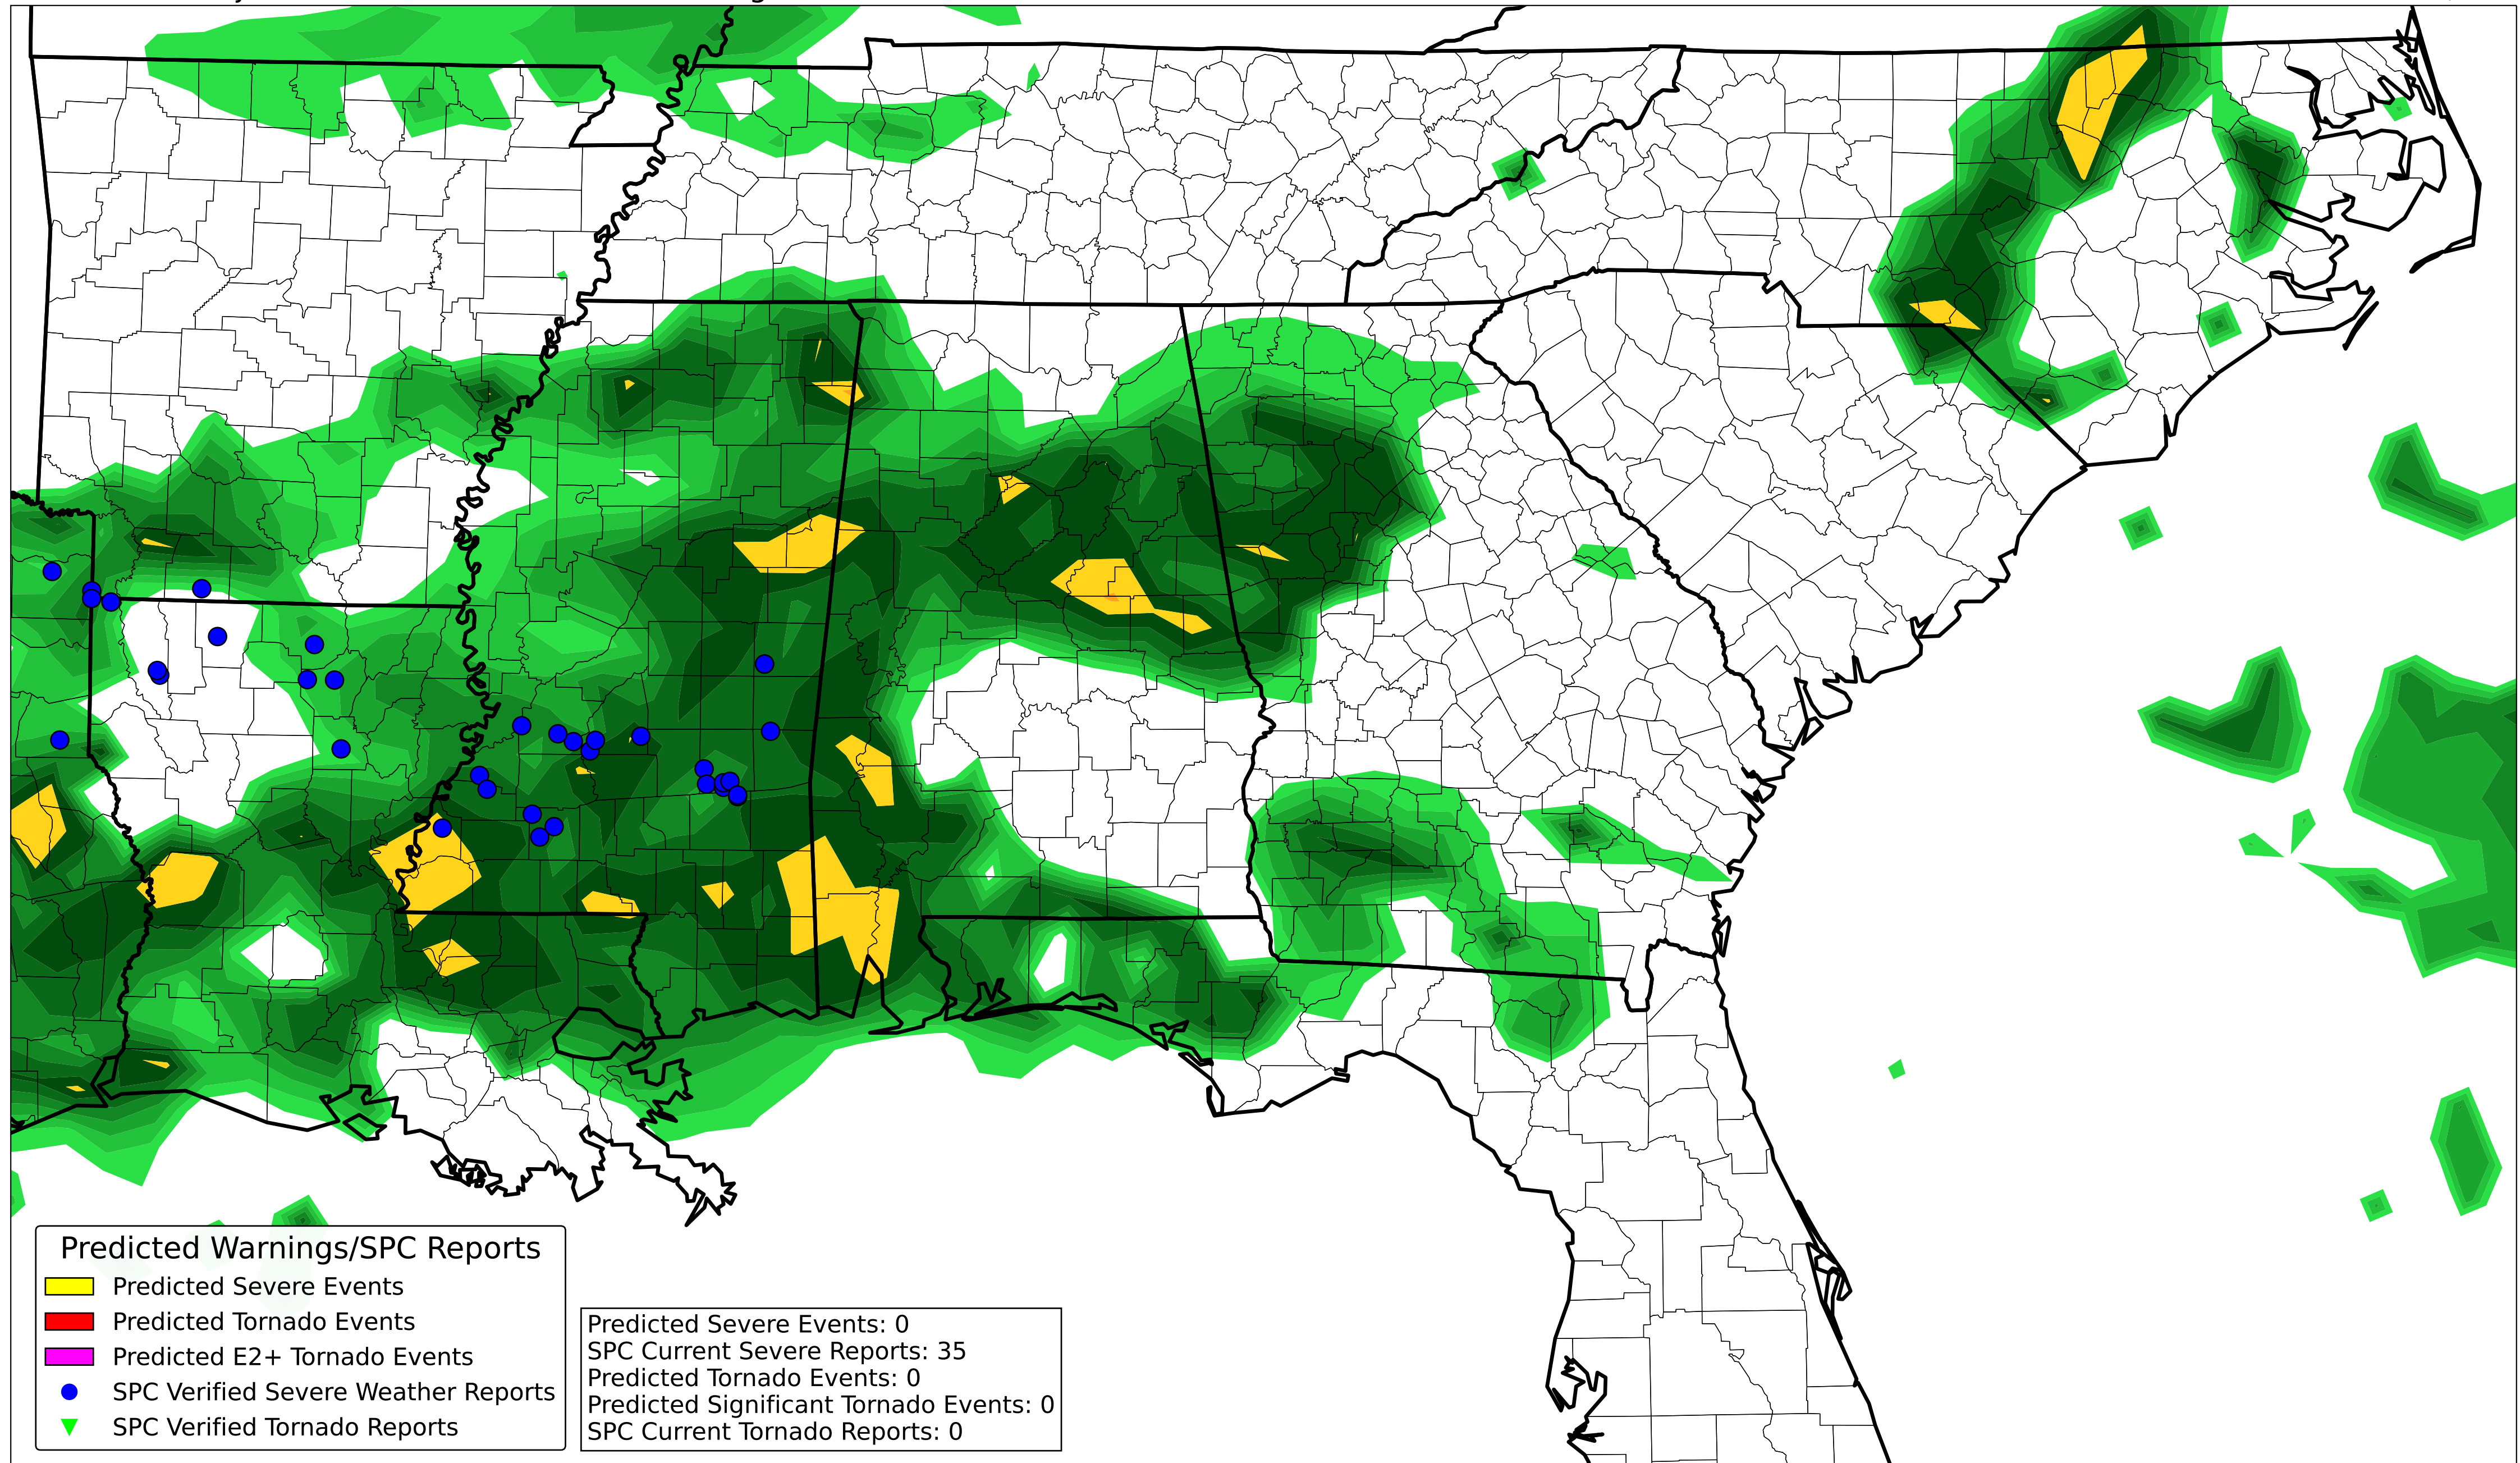 Predicted Warnings/SPC Reports
Predicted Severe Events
Predicted Tornado Events
Predicted E2+ Tornado Events
SPC Verified Severe Weather Reports
SPC Verified Tornado Reports
Predicted Severe Events: 0
SPC Current Severe Reports: 35
Predicted Tornado Events: 0
Predicted Significant Tornado Events: 0
SPC Current Tornado Reports: 0